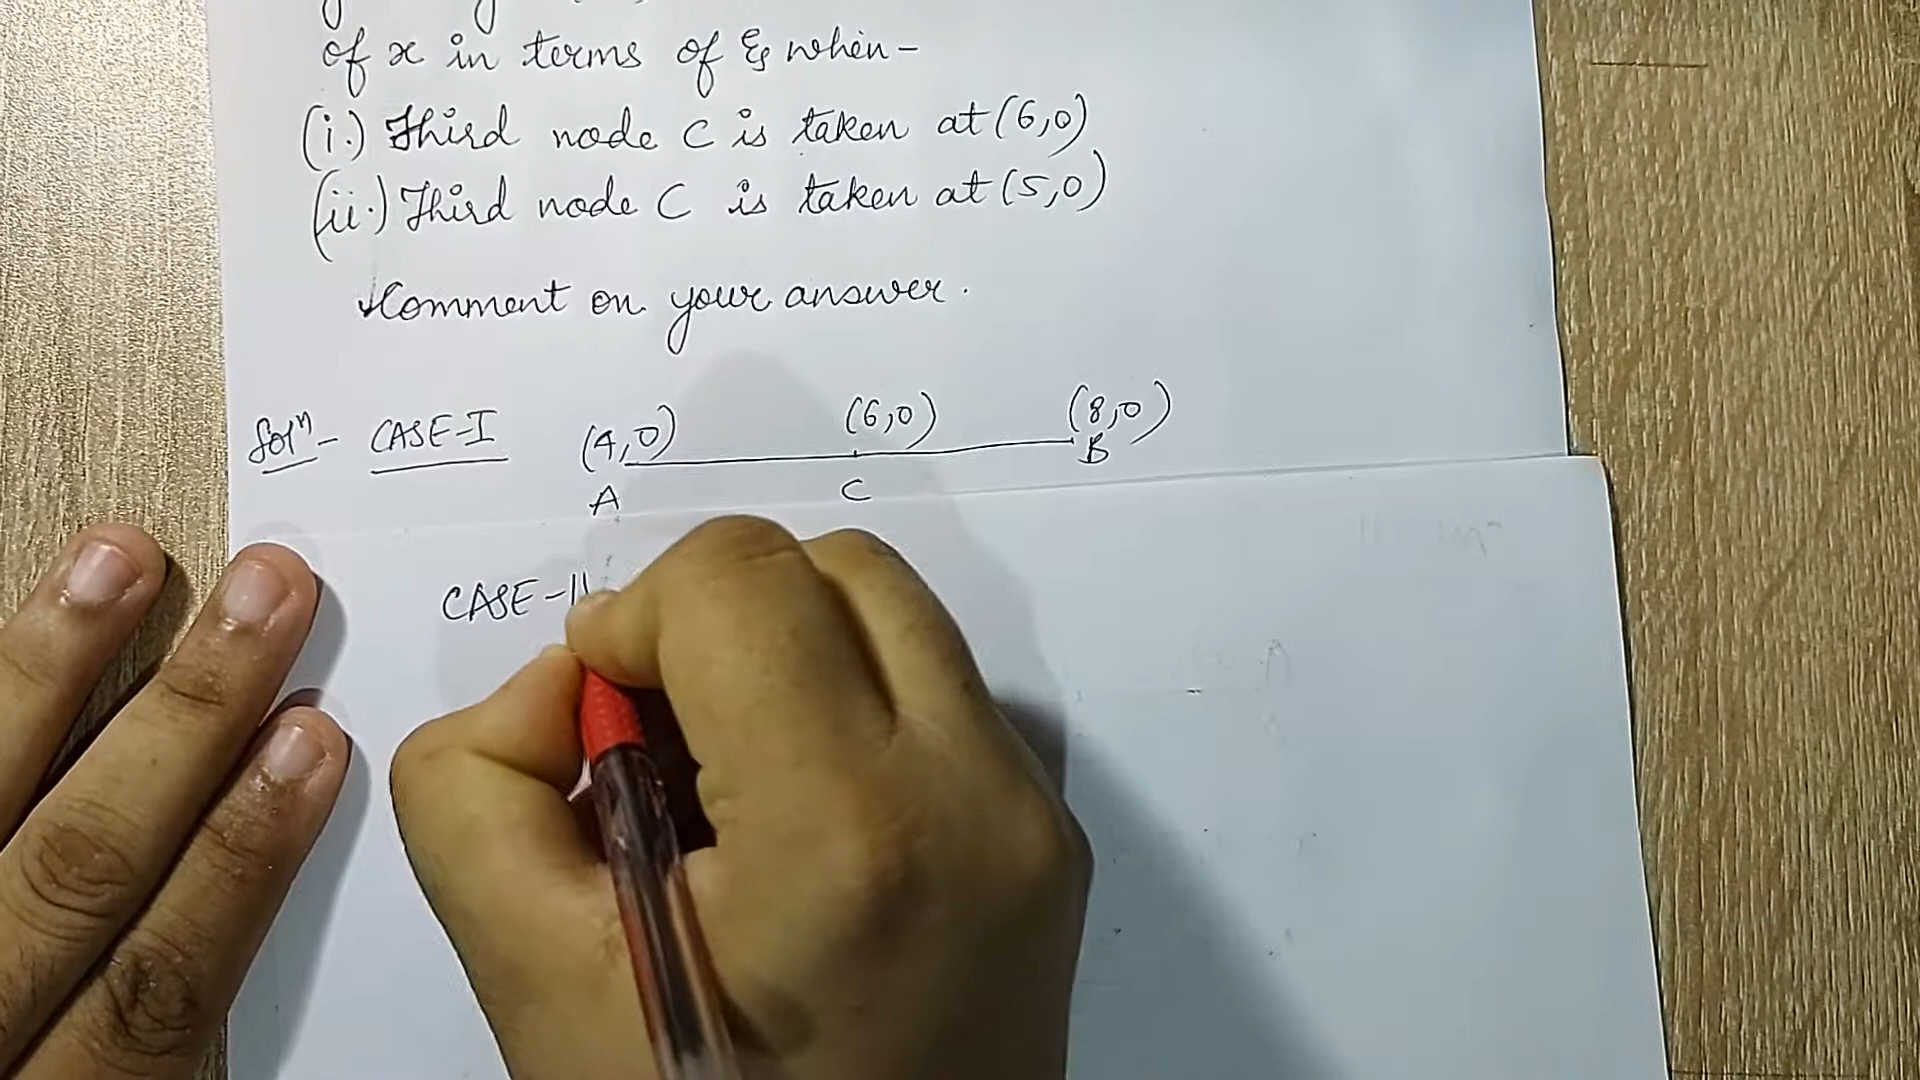 of x in terms of ξ when -
(i.) Third node C is taken at (6,0)
(ii.) Third node C is taken at (5,0)
Comment on your answer.
Solⁿ - CASE-I (4,0) (6,0) (8,0)
A C B
CASE-II